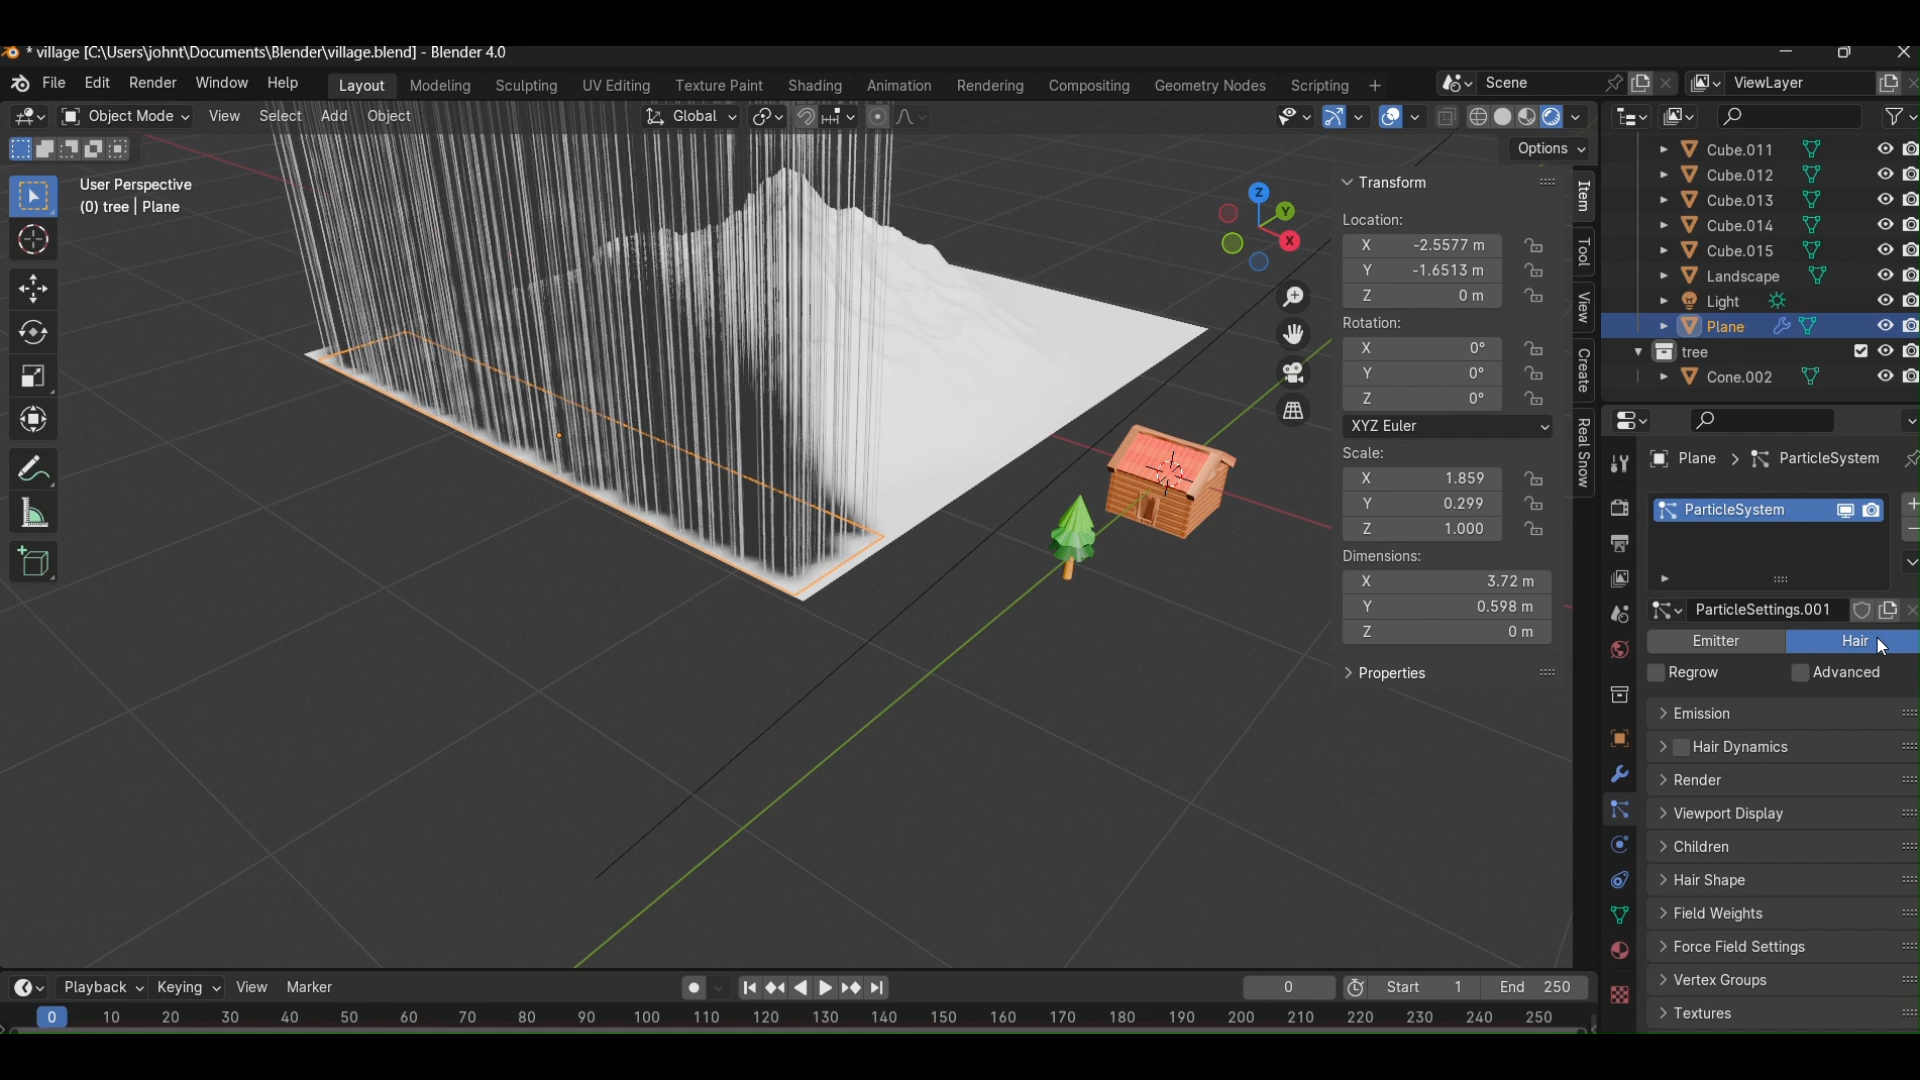 * village [C:\Users\johnt\Documents\Blender\village.blend] - Blender 4.0
File Edit Render Window Help Layout Modeling Sculpting UV Editing Texture Paint Shading Animation Rendering Compositing Geometry Nodes Scripting + Scene ViewLayer
Object Mode View Select Add Object Global
Options
User Perspective
(0) tree | Plane
Z
Y
X
Transform
Location:
X -2.5577 m
Y -1.6513 m
Z 0 m
Rotation:
X 0°
Y 0°
Z 0°
XYZ Euler
Scale:
X 1.859
Y 0.299
Z 1.000
Dimensions:
X 3.72 m
Y 0.598 m
Z 0 m
Properties
Item
Tool
View
Create
Real Snow
Cube.011
Cube.012
Cube.013
Cube.014
Cube.015
Landscape
Light
Plane
tree
Cone.002
Plane > ParticleSystem
ParticleSystem
ParticleSettings.001
Emitter Hair
Regrow Advanced
Emission
Hair Dynamics
Render
Viewport Display
Children
Hair Shape
Field Weights
Force Field Settings
Vertex Groups
Textures
Playback Keying View Marker 0 Start 1 End 250
0 10 20 30 40 50 60 70 80 90 100 110 120 130 140 150 160 170 180 190 200 210 220 230 240 250